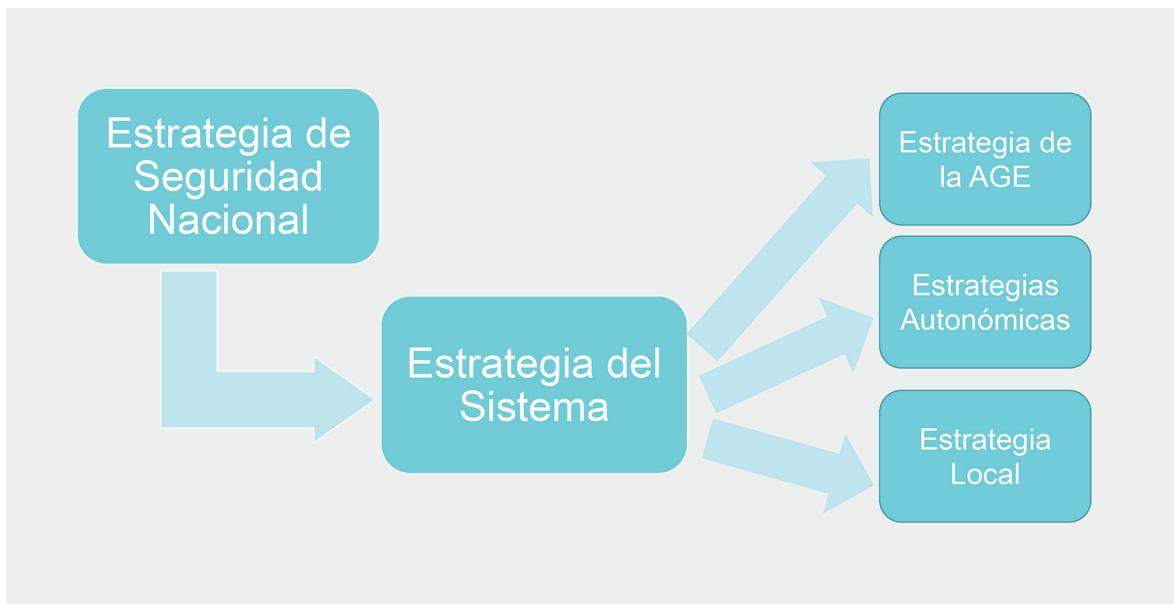 Estrategia de
Seguridad
Nacional
Estrategia del
Sistema
Estrategia de
la AGE
Estrategias
Autonómicas
Estrategia
Local